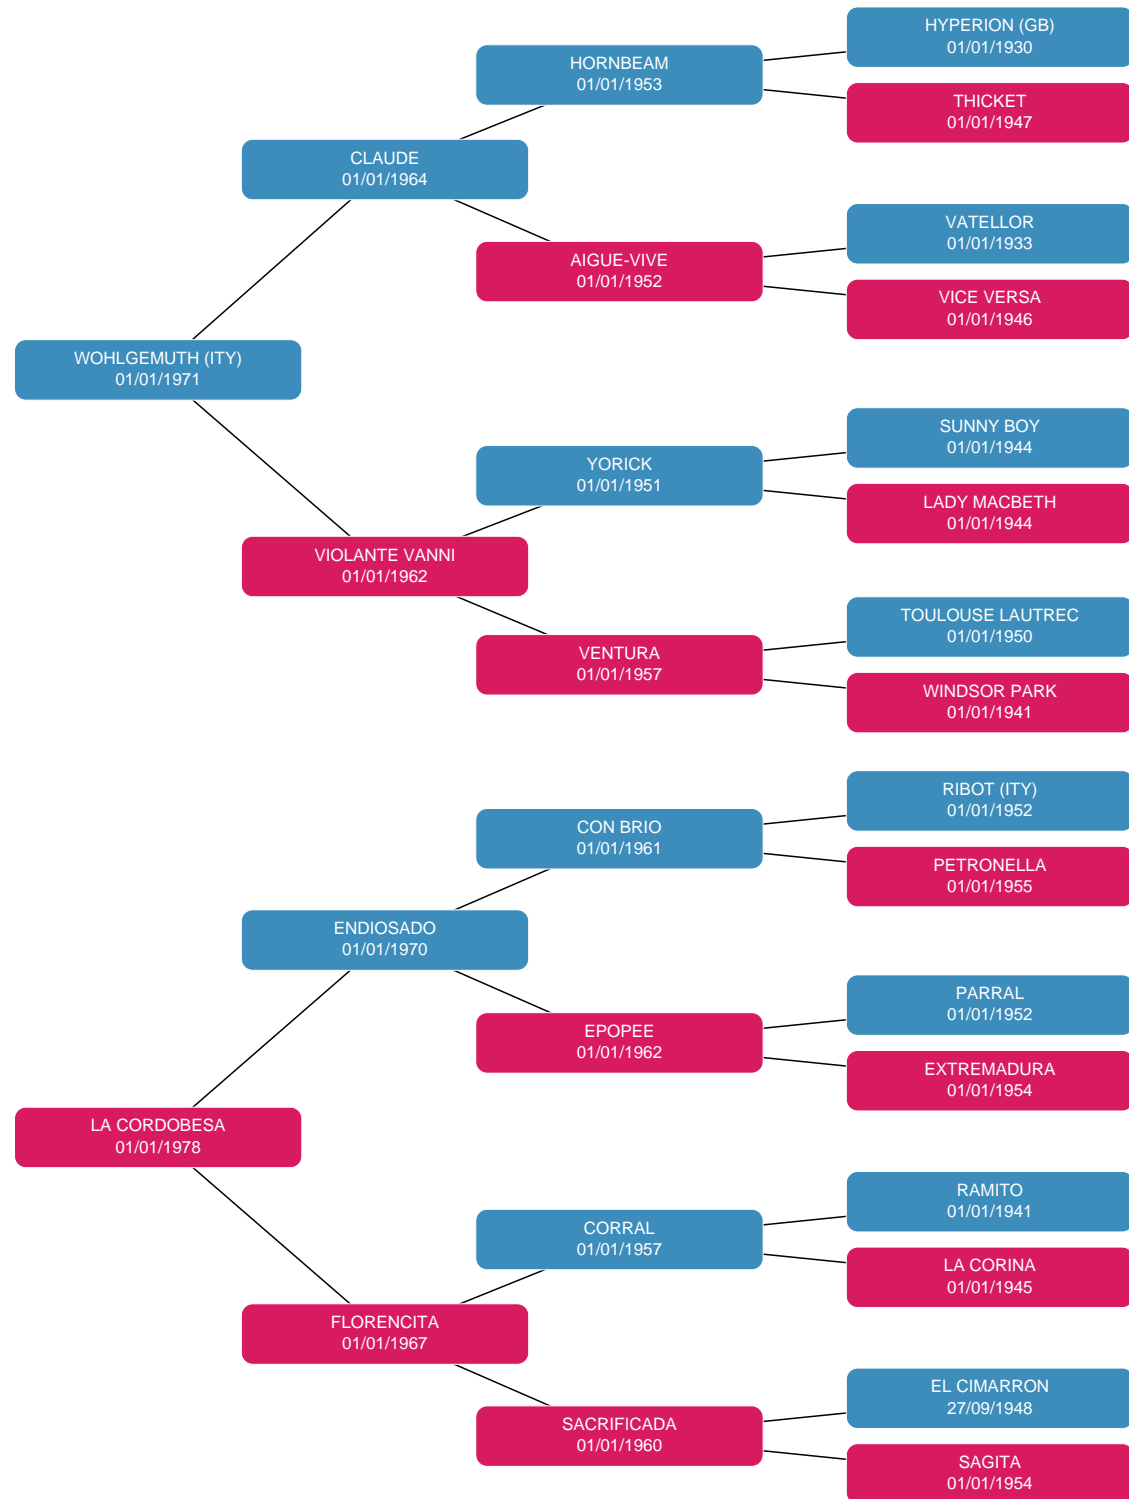 HYPERION (GB)
01/01/1930
HORNBEAM
01/01/1953
THICKET
01/01/1947
CLAUDE
01/01/1964
VATELLOR
01/01/1933
AIGUE-VIVE
01/01/1952
VICE VERSA
01/01/1946
WOHLGEMUTH (ITY)
01/01/1971
SUNNY BOY
01/01/1944
YORICK
01/01/1951
LADY MACBETH
01/01/1944
VIOLANTE VANNI
01/01/1962
TOULOUSE LAUTREC
01/01/1950
VENTURA
01/01/1957
WINDSOR PARK
01/01/1941
RIBOT (ITY)
01/01/1952
CON BRIO
01/01/1961
PETRONELLA
01/01/1955
ENDIOSADO
01/01/1970
PARRAL
01/01/1952
EPOPEE
01/01/1962
EXTREMADURA
01/01/1954
LA CORDOBESA
01/01/1978
RAMITO
01/01/1941
CORRAL
01/01/1957
LA CORINA
01/01/1945
FLORENCITA
01/01/1967
EL CIMARRON
27/09/1948
SACRIFICADA
01/01/1960
SAGITA
01/01/1954